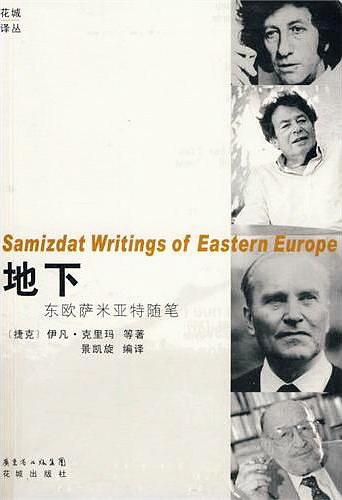 花城
译丛
Samizdat Writings of Eastern Europe
地下
东欧萨米亚特随笔
〔捷克〕伊凡·克里玛 等著
景凯旋 编译
广东省出版集团
花城出版社